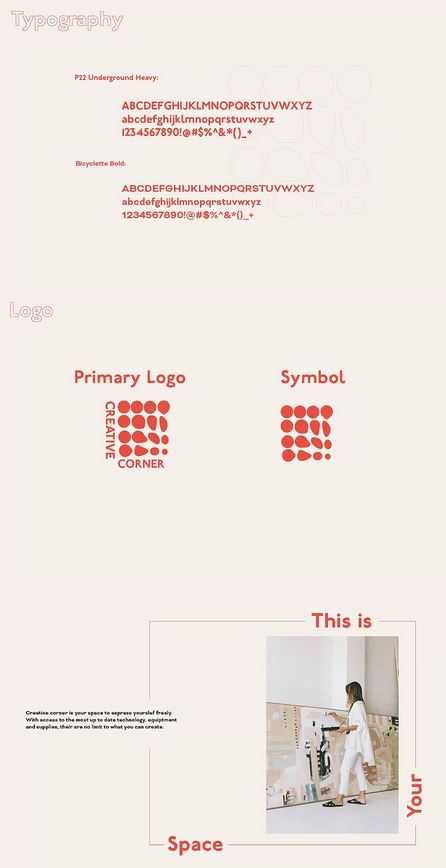 Typography
P22 Underground Heavy:
ABCDEFGHIJKLMNOPQRSTUVWXYZ
abcdefghijklmnopqrstuvwxyz
1234567890!@#$%^&*()_+
Bicyclette Bold:
ABCDEFGHIJKLMNOPQRSTUVWXYZ
abcdefghijklmnopqrstuvwxyz
1234567890!@#$%^&*()_+
Logo
Primary Logo
Symbol
CREATIVE
CORNER
This is
Creatice corner is your space to express yourslef freely.
With access to the most up to date technology, equiptmant
and supplies, their are no limit to what you can create.
Your
Space